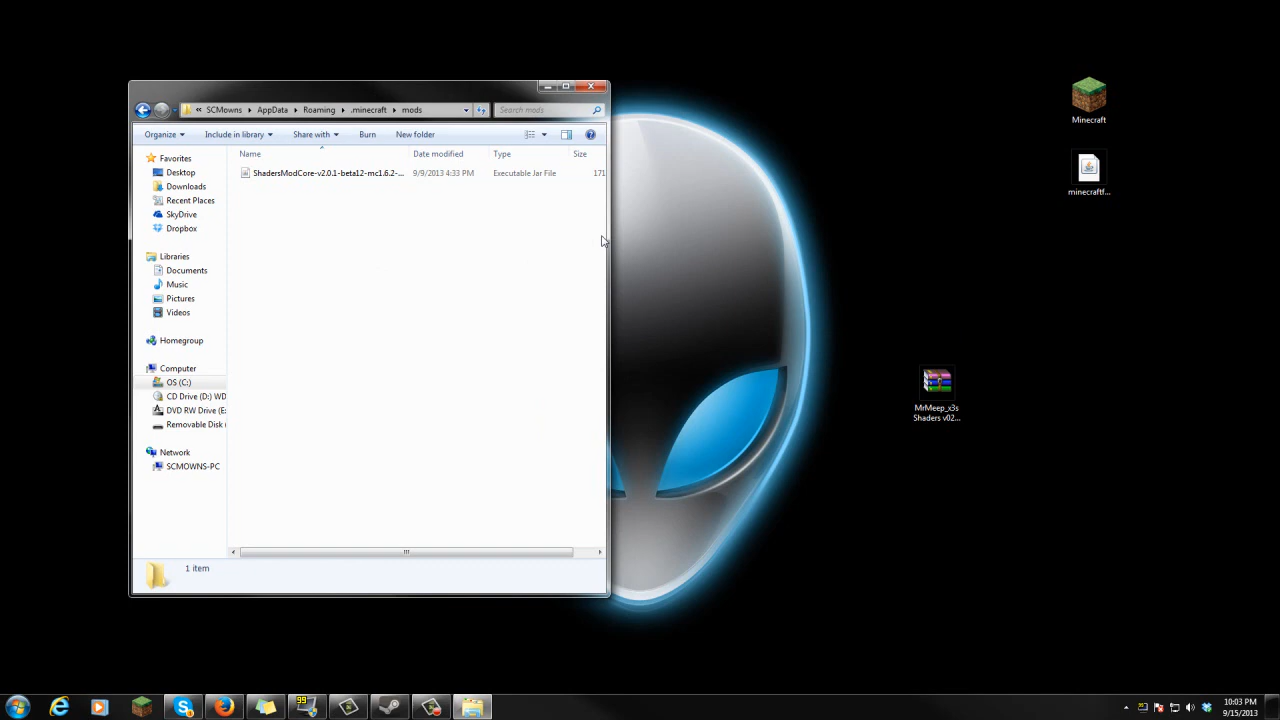 SCMowns AppData Roaming .minecraft mods
Search mods
Organize Include in library Share with Burn New folder
Name Date modified Type Size
ShadersModCore-v2.0.1-beta12-mc1.6.2-... 9/9/2013 4:33 PM Executable Jar File 171
Favorites
Desktop
Downloads
Recent Places
SkyDrive
Dropbox
Libraries
Documents
Music
Pictures
Videos
Homegroup
Computer
OS (C:)
CD Drive (D:) WD
DVD RW Drive (E:
Removable Disk
Network
SCMOWNS-PC
1 item
Minecraft
minecraftf...
MrMeep_x3s
Shaders v02...
99
10:03 PM
9/15/2013